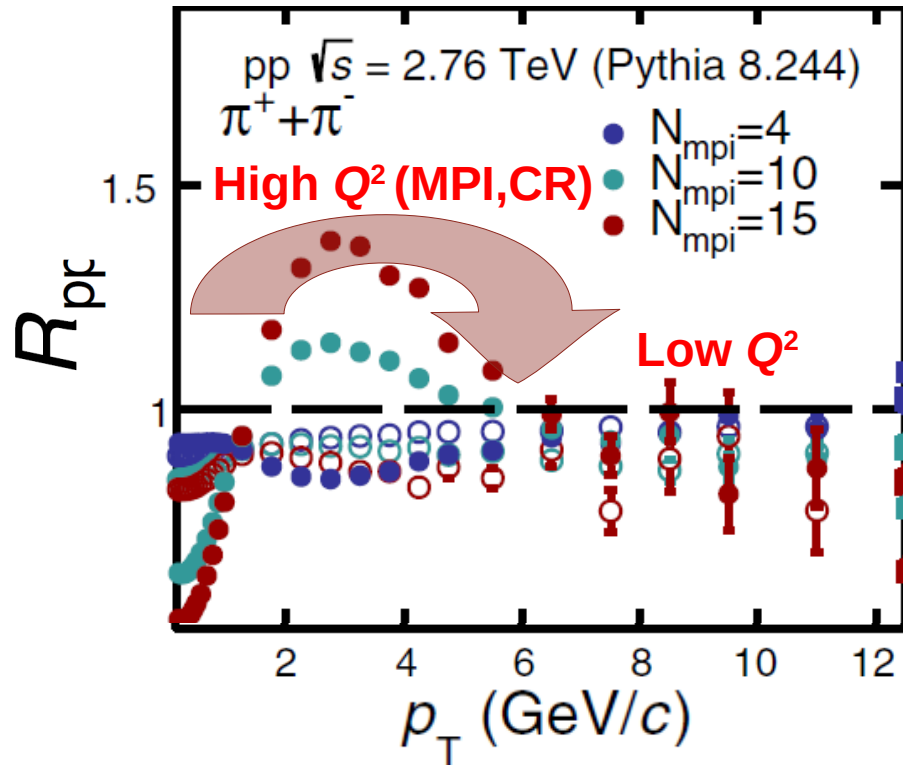 pp √s = 2.76 TeV (Pythia 8.244)
π⁺+π⁻
N_mpi=4
High Q² (MPI,CR)
N_mpi=10
1.5
N_mpi=15
R_pp
Low Q²
1
2 4 6 8 10 12
p_T (GeV/c)